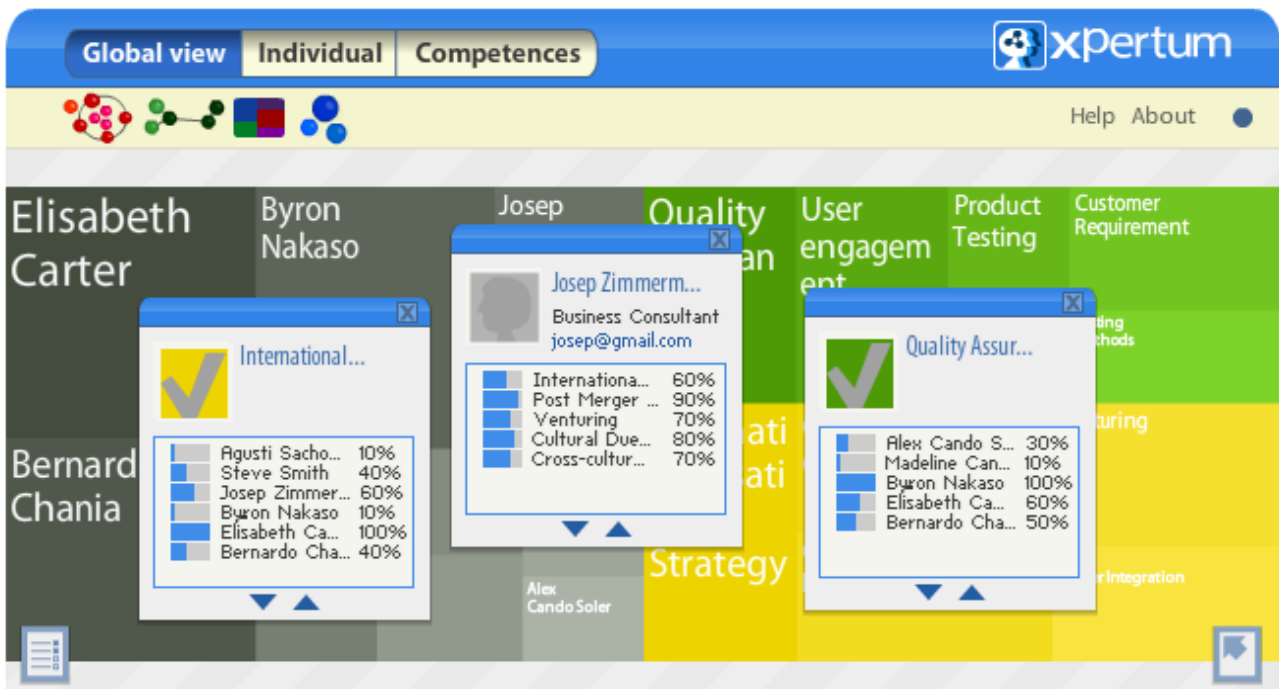 Global view
Individual
Competences
xpertum
Help
About
Elisabeth
Carter
Byron
Nakaso
Josep
Quality
User
engagem
ent
Product
Testing
Customer
Requirement
Bernard
Chania
Strategy
Alex
Cando Soler
Integration
International...
Agusti Sacho... 10%
Steve Smith 40%
Josep Zimmer... 60%
Byron Nakaso 10%
Elisabeth Ca... 100%
Bernardo Cha... 40%
Josep Zimmerm...
Business Consultant
josep@gmail.com
Internationa... 60%
Post Merger ... 90%
Venturing 70%
Cultural Due... 80%
Cross-cultur... 70%
Quality Assur...
Alex Cando S... 30%
Madeline Can... 10%
Byron Nakaso 100%
Elisabeth Ca... 60%
Bernardo Cha... 50%